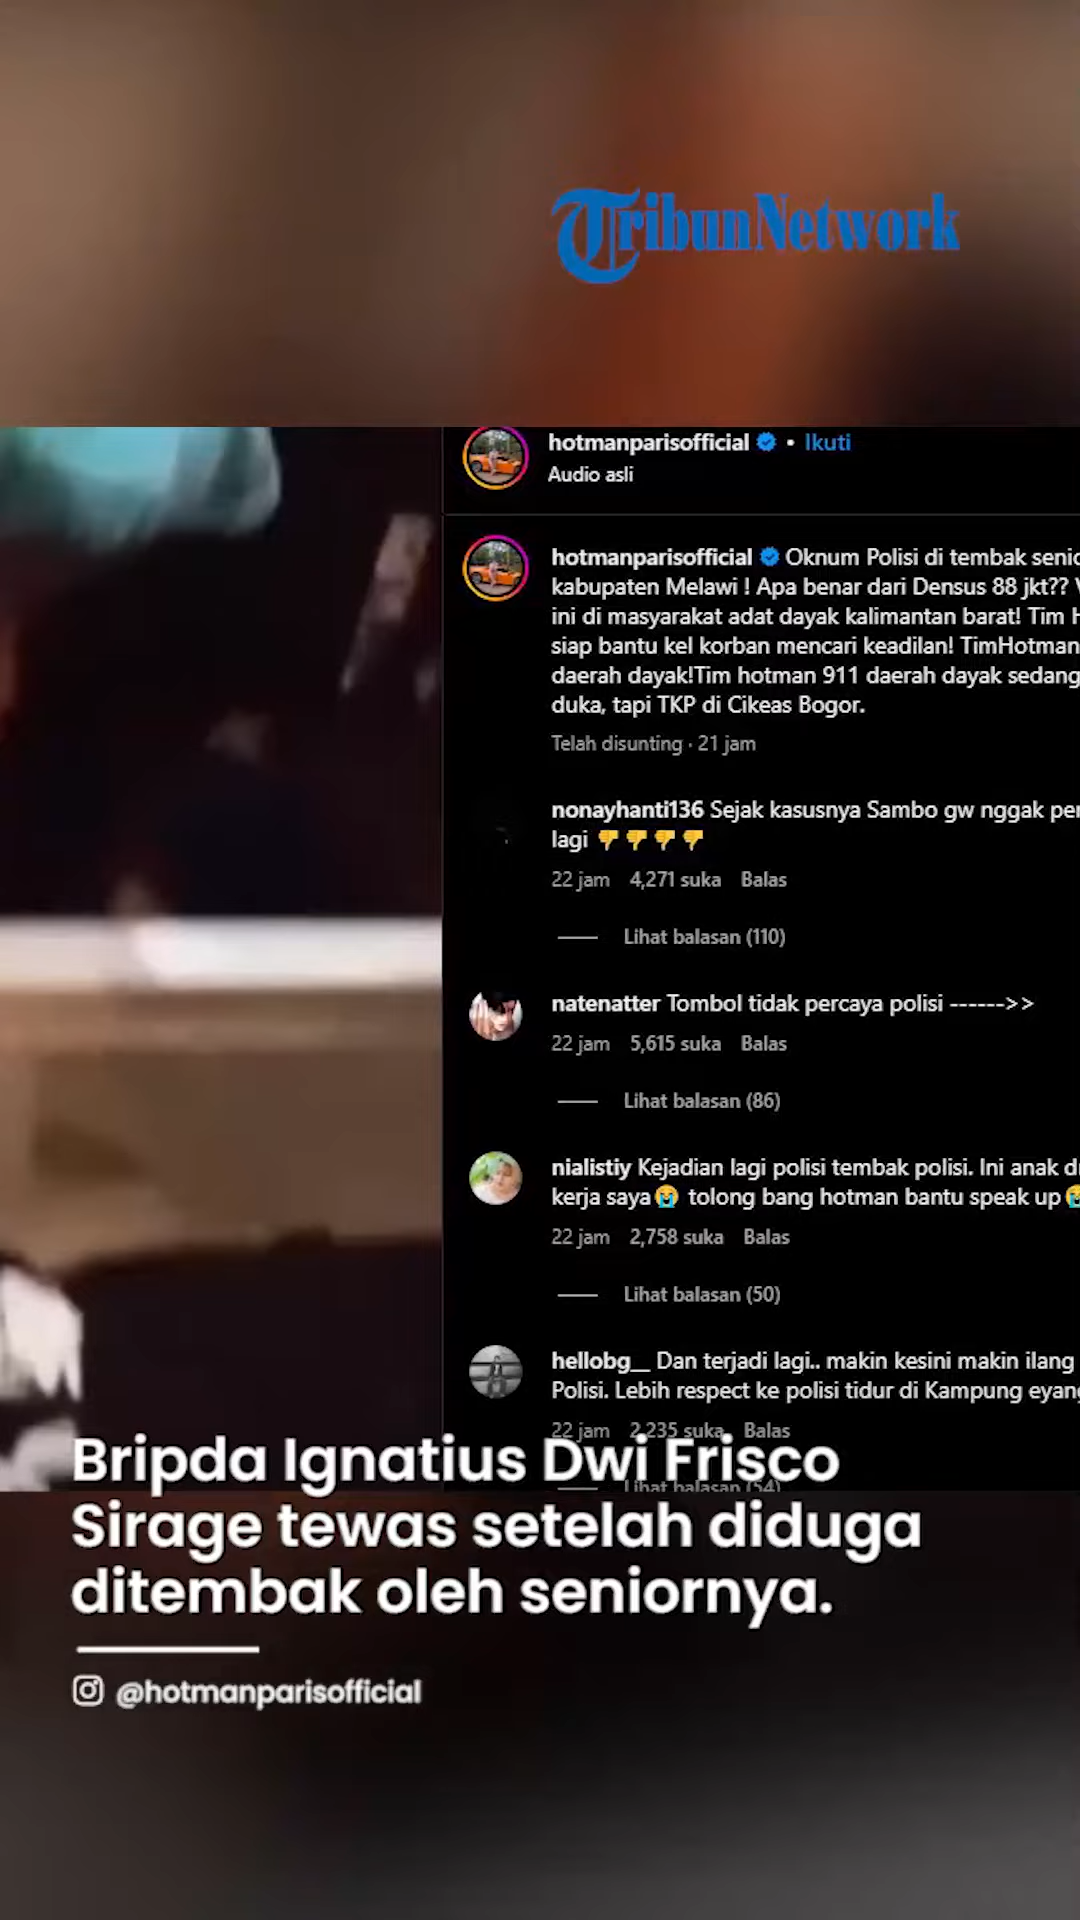 TribunNetwork
hotmanparisofficial • Ikuti
Audio asli
hotmanparisofficial Oknum Polisi di tembak
kabupaten Melawi ! Apa benar dari Densus 88 jkt??
ini di masyarakat adat dayak kalimantan barat! Tim
siap bantu kel korban mencari keadilan! TimHotman
daerah dayak!Tim hotman 911 daerah dayak sedang
duka, tapi TKP di Cikeas Bogor.
Telah disunting · 21 jam
nonayhanti136 Sejak kasusnya Sambo gw nggak
lagi 👎👎👎👎
22 jam 4,271 suka Balas
Lihat balasan (110)
natenatter Tombol tidak percaya polisi ------>>
22 jam 5,615 suka Balas
Lihat balasan (86)
nialistiy Kejadian lagi polisi tembak polisi. Ini anak
kerja saya😭 tolong bang hotman bantu speak up😭
22 jam 2,758 suka Balas
Lihat balasan (50)
hellobg__ Dan terjadi lagi.. makin kesini makin ilang
Polisi. Lebih respect ke polisi tidur di Kampung eyang
22 jam 2,235 suka Balas
Lihat balasan (54)
Bripda Ignatius Dwi Frisco
Sirage tewas setelah diduga
ditembak oleh seniornya.
@hotmanparisofficial